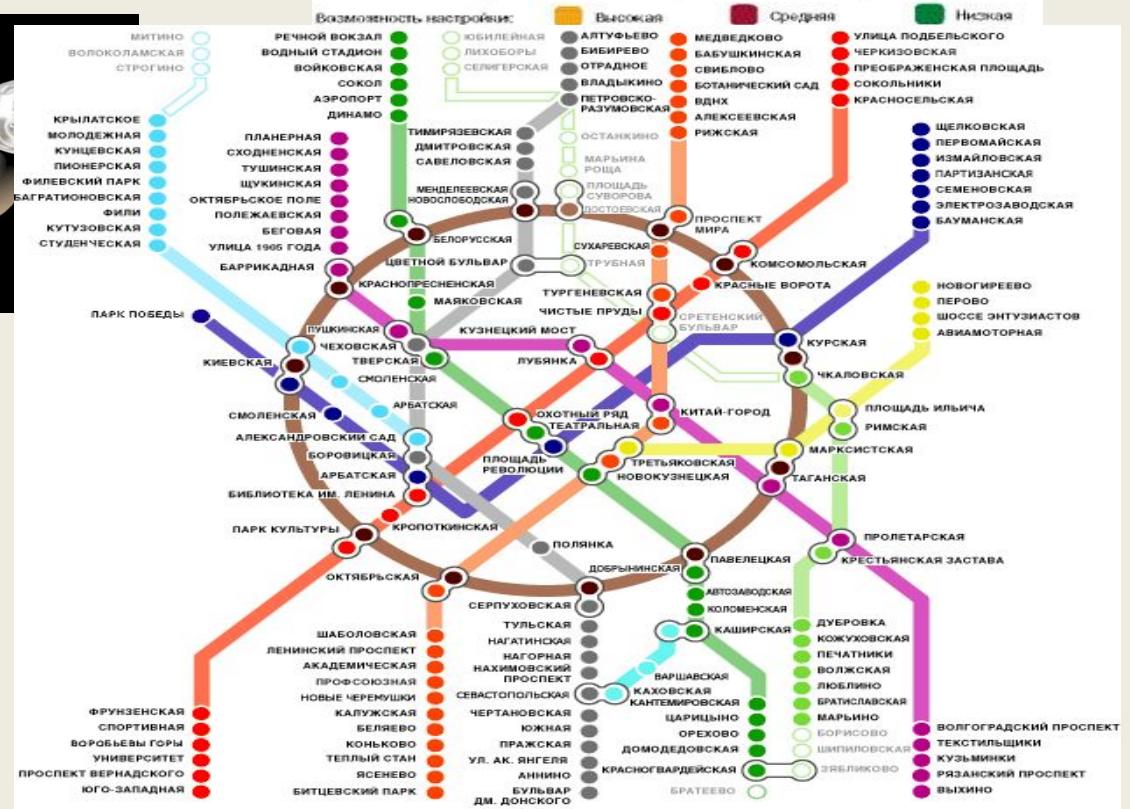 Возможность настройки: Высокая Средняя Низкая
МИТИНО
ВОЛОКОЛАМСКАЯ
СТРОГИНО
КРЫЛАТСКОЕ
МОЛОДЕЖНАЯ
КУНЦЕВСКАЯ
ПИОНЕРСКАЯ
ФИЛЕВСКИЙ ПАРК
БАГРАТИОНОВСКАЯ
ФИЛИ
КУТУЗОВСКАЯ
СТУДЕНЧЕСКАЯ
РЕЧНОЙ ВОКЗАЛ
ВОДНЫЙ СТАДИОН
ВОЙКОВСКАЯ
СОКОЛ
АЭРОПОРТ
ДИНАМО
ПЛАНЕРНАЯ
СХОДНЕНСКАЯ
ТУШИНСКАЯ
ЩУКИНСКАЯ
ОКТЯБРЬСКОЕ ПОЛЕ
ПОЛЕЖАЕВСКАЯ
БЕГОВАЯ
УЛИЦА 1905 ГОДА
БАРРИКАДНАЯ
ЮБИЛЕЙНАЯ
ЛИХОБОРЫ
СЕЛИГЕРСКАЯ
АЛТУФЬЕВО
БИБИРЕВО
ОТРАДНОЕ
ВЛАДЫКИНО
ПЕТРОВСКО-
РАЗУМОВСКАЯ
ТИМИРЯЗЕВСКАЯ
ДМИТРОВСКАЯ
САВЕЛОВСКАЯ
МЕНДЕЛЕЕВСКАЯ
НОВОСЛОБОДСКАЯ
ОСТАНКИНО
МАРЬИНА
РОЩА
ПЛОЩАДЬ
СУВОРОВА
ДОСТОЕВСКАЯ
МЕДВЕДКОВО
БАБУШКИНСКАЯ
СВИБЛОВО
БОТАНИЧЕСКИЙ САД
ВДНХ
АЛЕКСЕЕВСКАЯ
РИЖСКАЯ
УЛИЦА ПОДБЕЛЬСКОГО
ЧЕРКИЗОВСКАЯ
ПРЕОБРАЖЕНСКАЯ ПЛОЩАДЬ
СОКОЛЬНИКИ
КРАСНОСЕЛЬСКАЯ
ЩЕЛКОВСКАЯ
ПЕРВОМАЙСКАЯ
ИЗМАЙЛОВСКАЯ
ПАРТИЗАНСКАЯ
СЕМЕНОВСКАЯ
ЭЛЕКТРОЗАВОДСКАЯ
БАУМАНСКАЯ
БЕЛОРУССКАЯ
ПРОСПЕКТ
МИРА
СУХАРЕВСКАЯ
ЦВЕТНОЙ БУЛЬВАР
ТРУБНАЯ
КОМСОМОЛЬСКАЯ
КРАСНОПРЕСНЕНСКАЯ
КРАСНЫЕ ВОРОТА
НОВОГИРЕЕВО
ПЕРОВО
ШОССЕ ЭНТУЗИАСТОВ
АВИАМОТОРНАЯ
ПАРК ПОБЕДЫ
МАЯКОВСКАЯ
ТУРГЕНЕВСКАЯ
ЧИСТЫЕ ПРУДЫ
СРЕТЕНСКИЙ
БУЛЬВАР
ПУШКИНСКАЯ
КУЗНЕЦКИЙ МОСТ
ЧЕХОВСКАЯ
ТВЕРСКАЯ
ЛУБЯНКА
КУРСКАЯ
КИЕВСКАЯ
СМОЛЕНСКАЯ
ЧКАЛОВСКАЯ
АРБАТСКАЯ
СМОЛЕНСКАЯ
ОХОТНЫЙ РЯД
ТЕАТРАЛЬНАЯ
КИТАЙ-ГОРОД
ПЛОЩАДЬ ИЛЬИЧА
РИМСКАЯ
АЛЕКСАНДРОВСКИЙ САД
БОРОВИЦКАЯ
ПЛОЩАДЬ
РЕВОЛЮЦИИ
ТРЕТЬЯКОВСКАЯ
НОВОКУЗНЕЦКАЯ
МАРКСИСТСКАЯ
ТАГАНСКАЯ
АРБАТСКАЯ
БИБЛИОТЕКА ИМ. ЛЕНИНА
КРОПОТКИНСКАЯ
ПАРК КУЛЬТУРЫ
ПОЛЯНКА
ПРОЛЕТАРСКАЯ
КРЕСТЬЯНСКАЯ ЗАСТАВА
ОКТЯБРЬСКАЯ
ДОБРЫНИНСКАЯ
ПАВЕЛЕЦКАЯ
СЕРПУХОВСКАЯ
АВТОЗАВОДСКАЯ
КОЛОМЕНСКАЯ
КАШИРСКАЯ
ВАРШАВСКАЯ
КАХОВСКАЯ
ФРУНЗЕНСКАЯ
СПОРТИВНАЯ
ВОРОБЬЕВЫ ГОРЫ
УНИВЕРСИТЕТ
ПРОСПЕКТ ВЕРНАДСКОГО
ЮГО-ЗАПАДНАЯ
ШАБОЛОВСКАЯ
ЛЕНИНСКИЙ ПРОСПЕКТ
АКАДЕМИЧЕСКАЯ
ПРОФСОЮЗНАЯ
НОВЫЕ ЧЕРЕМУШКИ
КАЛУЖСКАЯ
БЕЛЯЕВО
КОНЬКОВО
ТЕПЛЫЙ СТАН
ЯСЕНЕВО
БИТЦЕВСКИЙ ПАРК
ТУЛЬСКАЯ
НАГАТИНСКАЯ
НАГОРНАЯ
НАХИМОВСКИЙ
ПРОСПЕКТ
СЕВАСТОПОЛЬСКАЯ
ЧЕРТАНОВСКАЯ
ЮЖНАЯ
ПРАЖСКАЯ
УЛ. АК. ЯНГЕЛЯ
АННИНО
БУЛЬВАР
ДМ. ДОНСКОГО
КАНТЕМИРОВСКАЯ
ЦАРИЦЫНО
ОРЕХОВО
ДОМОДЕДОВСКАЯ
КРАСНОГВАРДЕЙСКАЯ
БРАТЕЕВО
ДУБРОВКА
КОЖУХОВСКАЯ
ПЕЧАТНИКИ
ВОЛЖСКАЯ
ЛЮБЛИНО
БРАТИСЛАВСКАЯ
МАРЬИНО
БОРИСОВО
ШИПИЛОВСКАЯ
ЗЯБЛИКОВО
ВОЛГОГРАДСКИЙ ПРОСПЕКТ
ТЕКСТИЛЬЩИКИ
КУЗЬМИНКИ
РЯЗАНСКИЙ ПРОСПЕКТ
ВЫХИНО